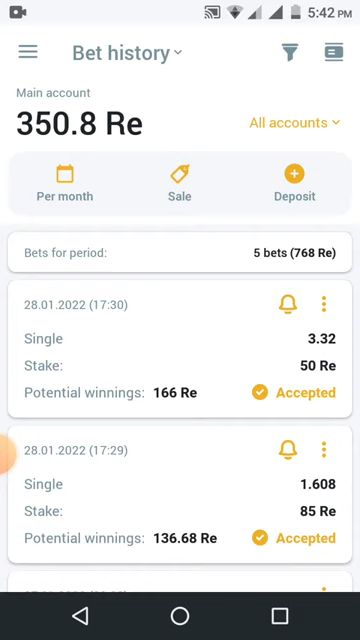 5:42 PM
Bet history
Main account
350.8 Re
All accounts
Per month
Sale
Deposit
Bets for period:
5 bets (768 Re)
28.01.2022 (17:30)
Single
3.32
Stake:
50 Re
Potential winnings: 166 Re
Accepted
28.01.2022 (17:29)
Single
1.608
Stake:
85 Re
Potential winnings: 136.68 Re
Accepted